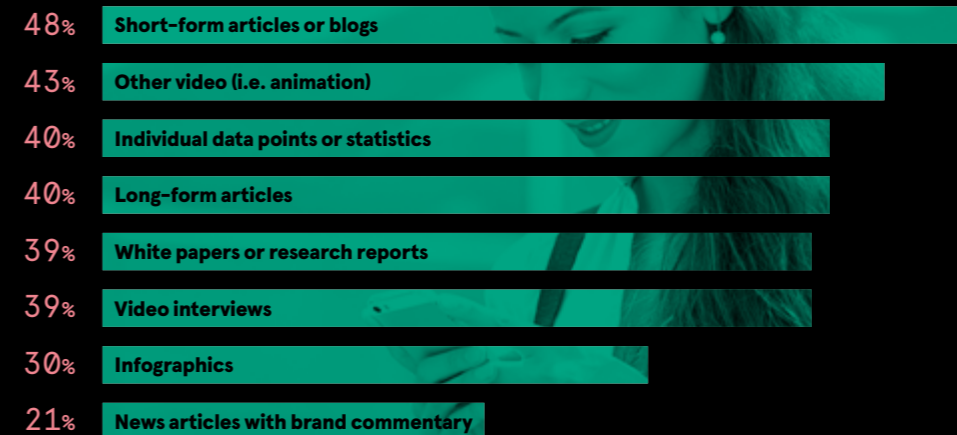 48% Short-form articles or blogs
43% Other video (i.e. animation)
40% Individual data points or statistics
40% Long-form articles
39% White papers or research reports
39% Video interviews
30% Infographics
21% News articles with brand commentary